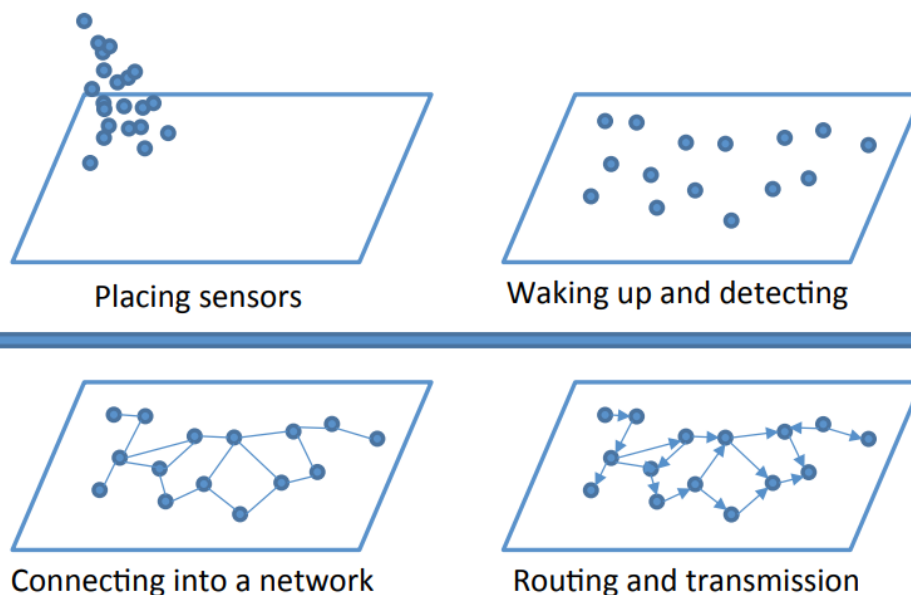 Placing sensors
Waking up and detecting
Connecting into a network
Routing and transmission